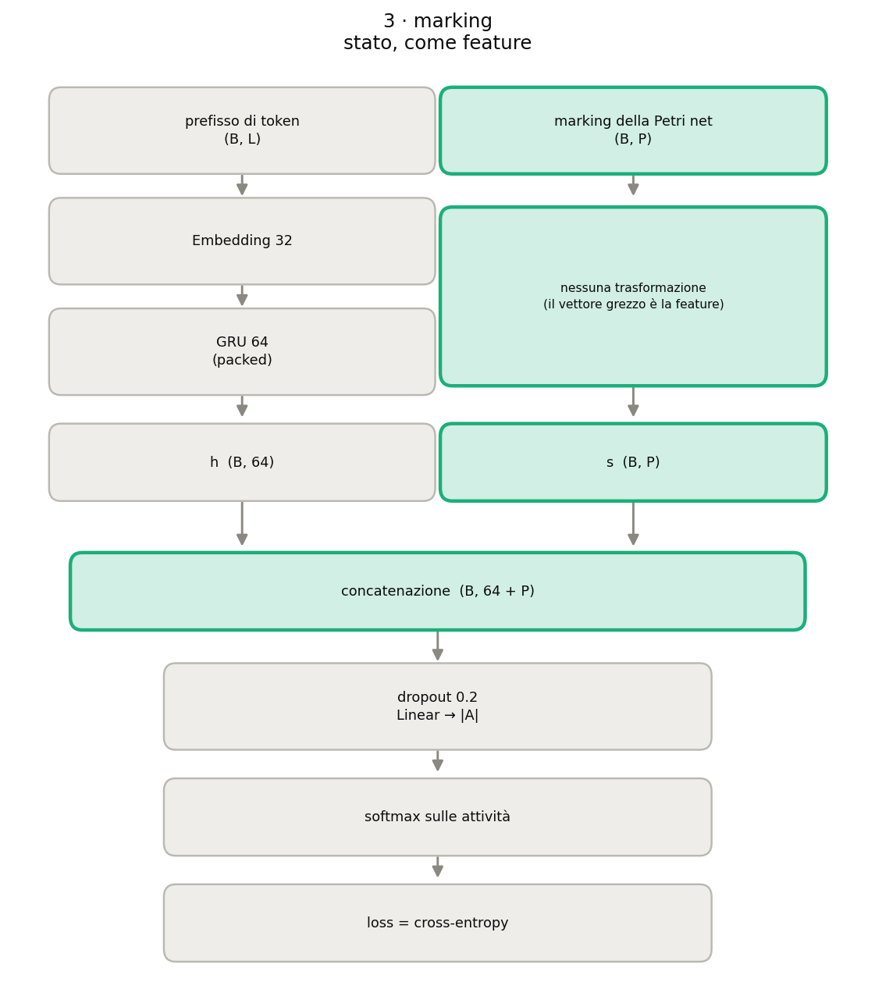 3 · marking
stato, come feature
prefisso di token
(B, L)
marking della Petri net
(B, P)
Embedding 32
nessuna trasformazione
(il vettore grezzo è la feature)
GRU 64
(packed)
h  (B, 64)
s  (B, P)
concatenazione  (B, 64 + P)
dropout 0.2
Linear → |A|
softmax sulle attività
loss = cross-entropy